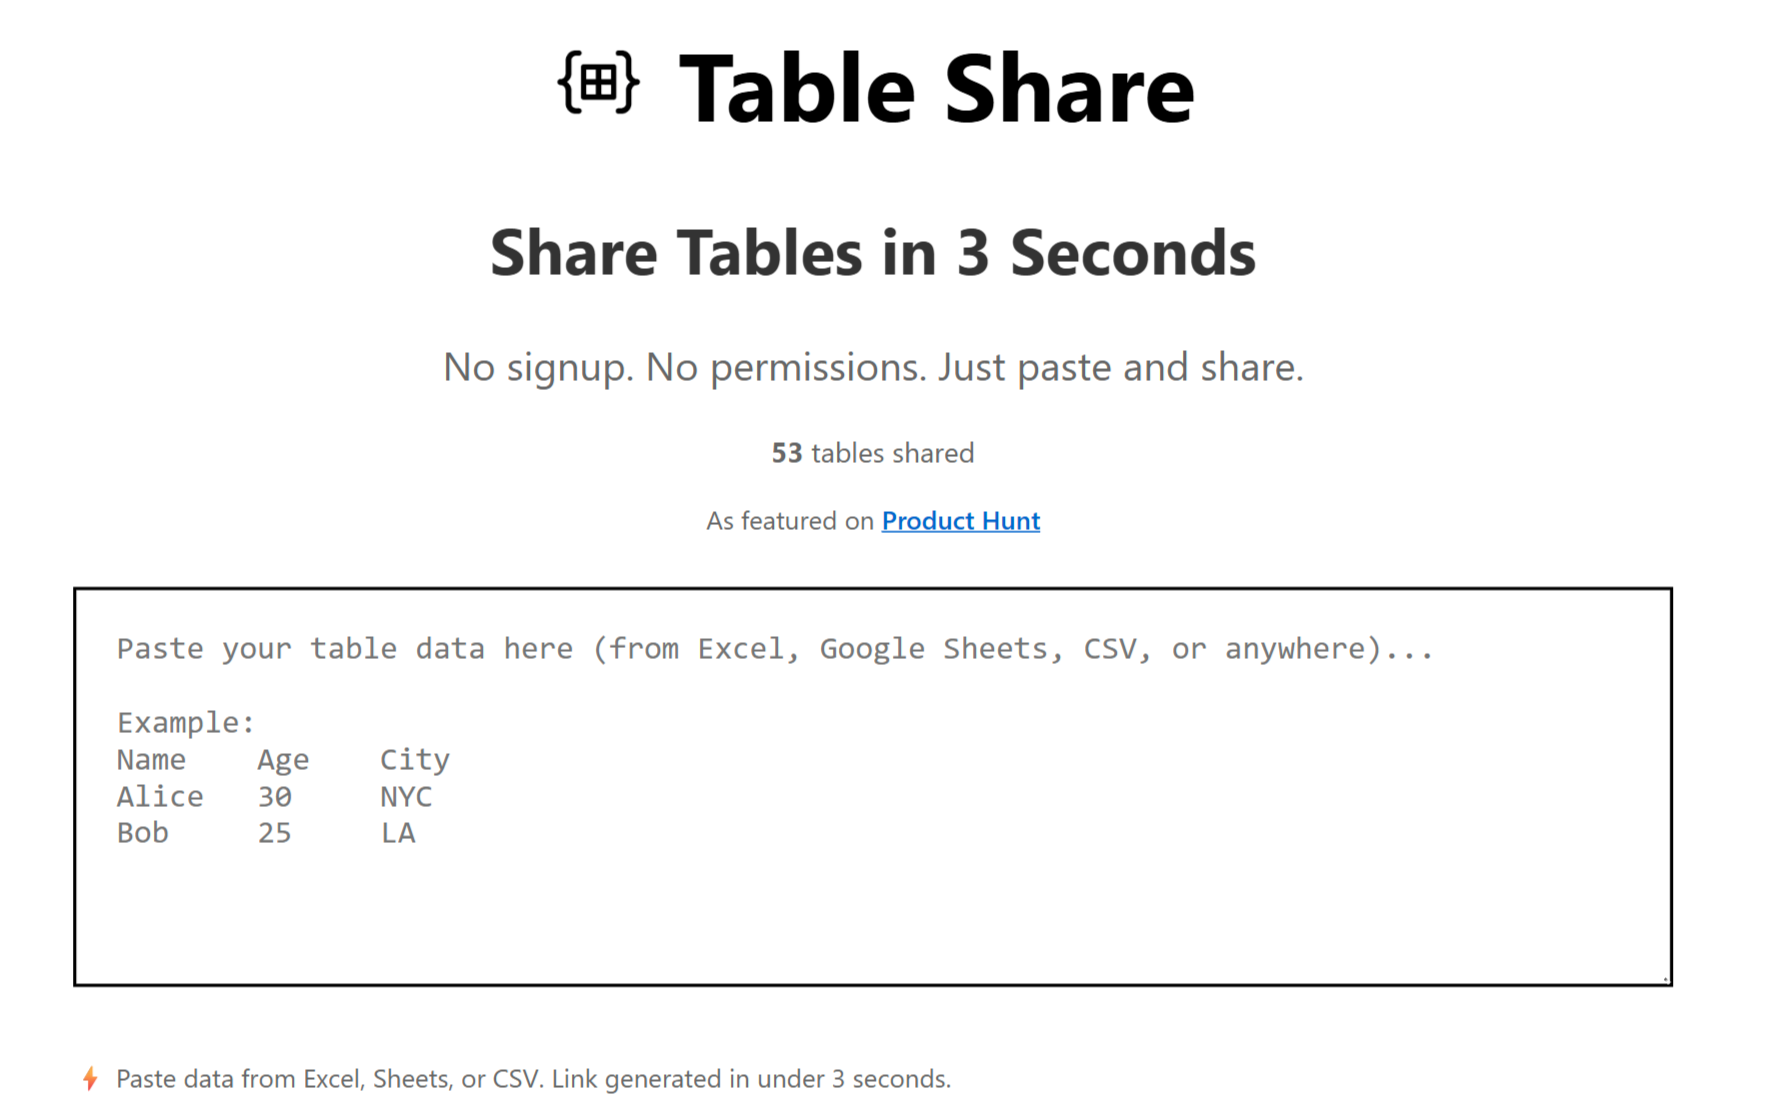 Table Share
Share Tables in 3 Seconds
No signup. No permissions. Just paste and share.
53 tables shared
As featured on Product Hunt
Paste your table data here (from Excel, Google Sheets, CSV, or anywhere)...
Example:
Name Age City
Alice 30 NYC
Bob 25 LA
Paste data from Excel, Sheets, or CSV. Link generated in under 3 seconds.